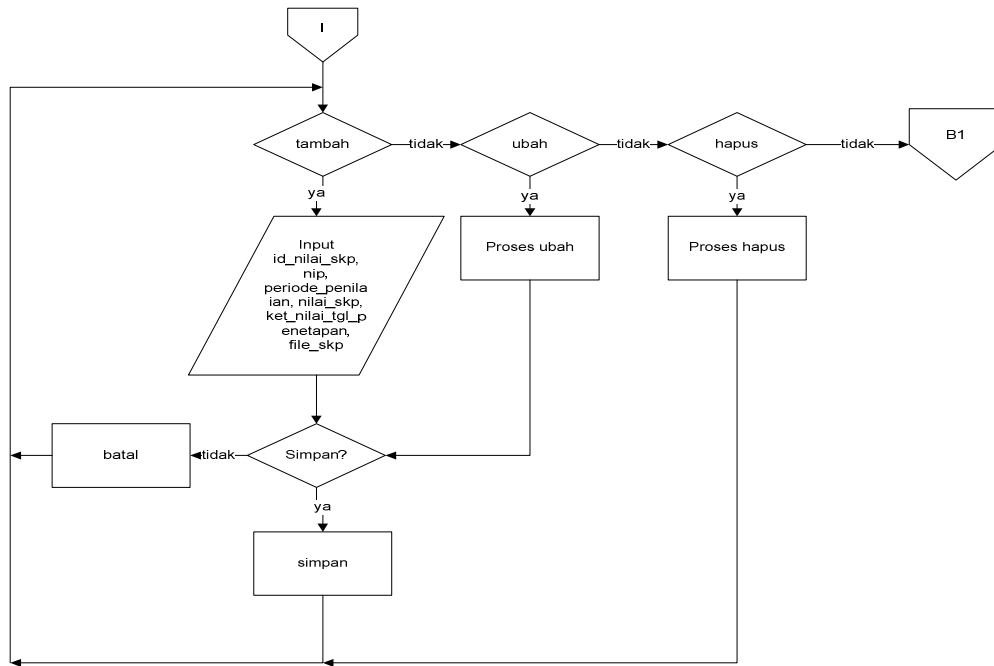 I
tambah
tidak
ubah
tidak
hapus
tidak
B1
ya
ya
ya
Input
id_nilai_skp,
nip,
periode_penila
ian, nilai_skp,
ket_nilai_tgl_p
enetapan,
file_skp
Proses ubah
Proses hapus
batal
tidak
Simpan?
ya
simpan